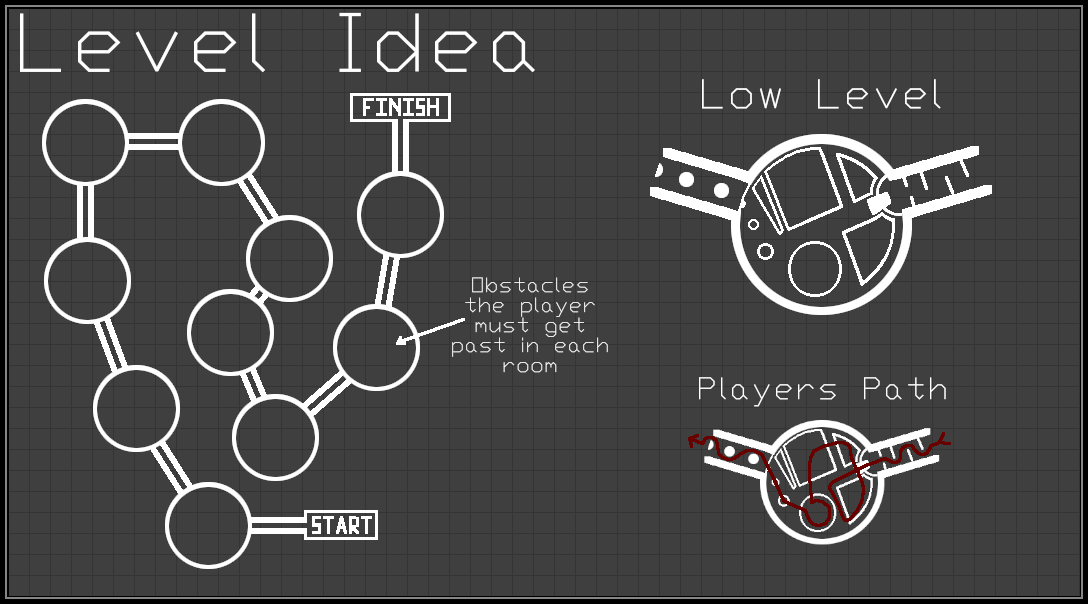 Level Idea
FINISH
Low Level
Obstacles
the player
must get
past in each
room
Players Path
START